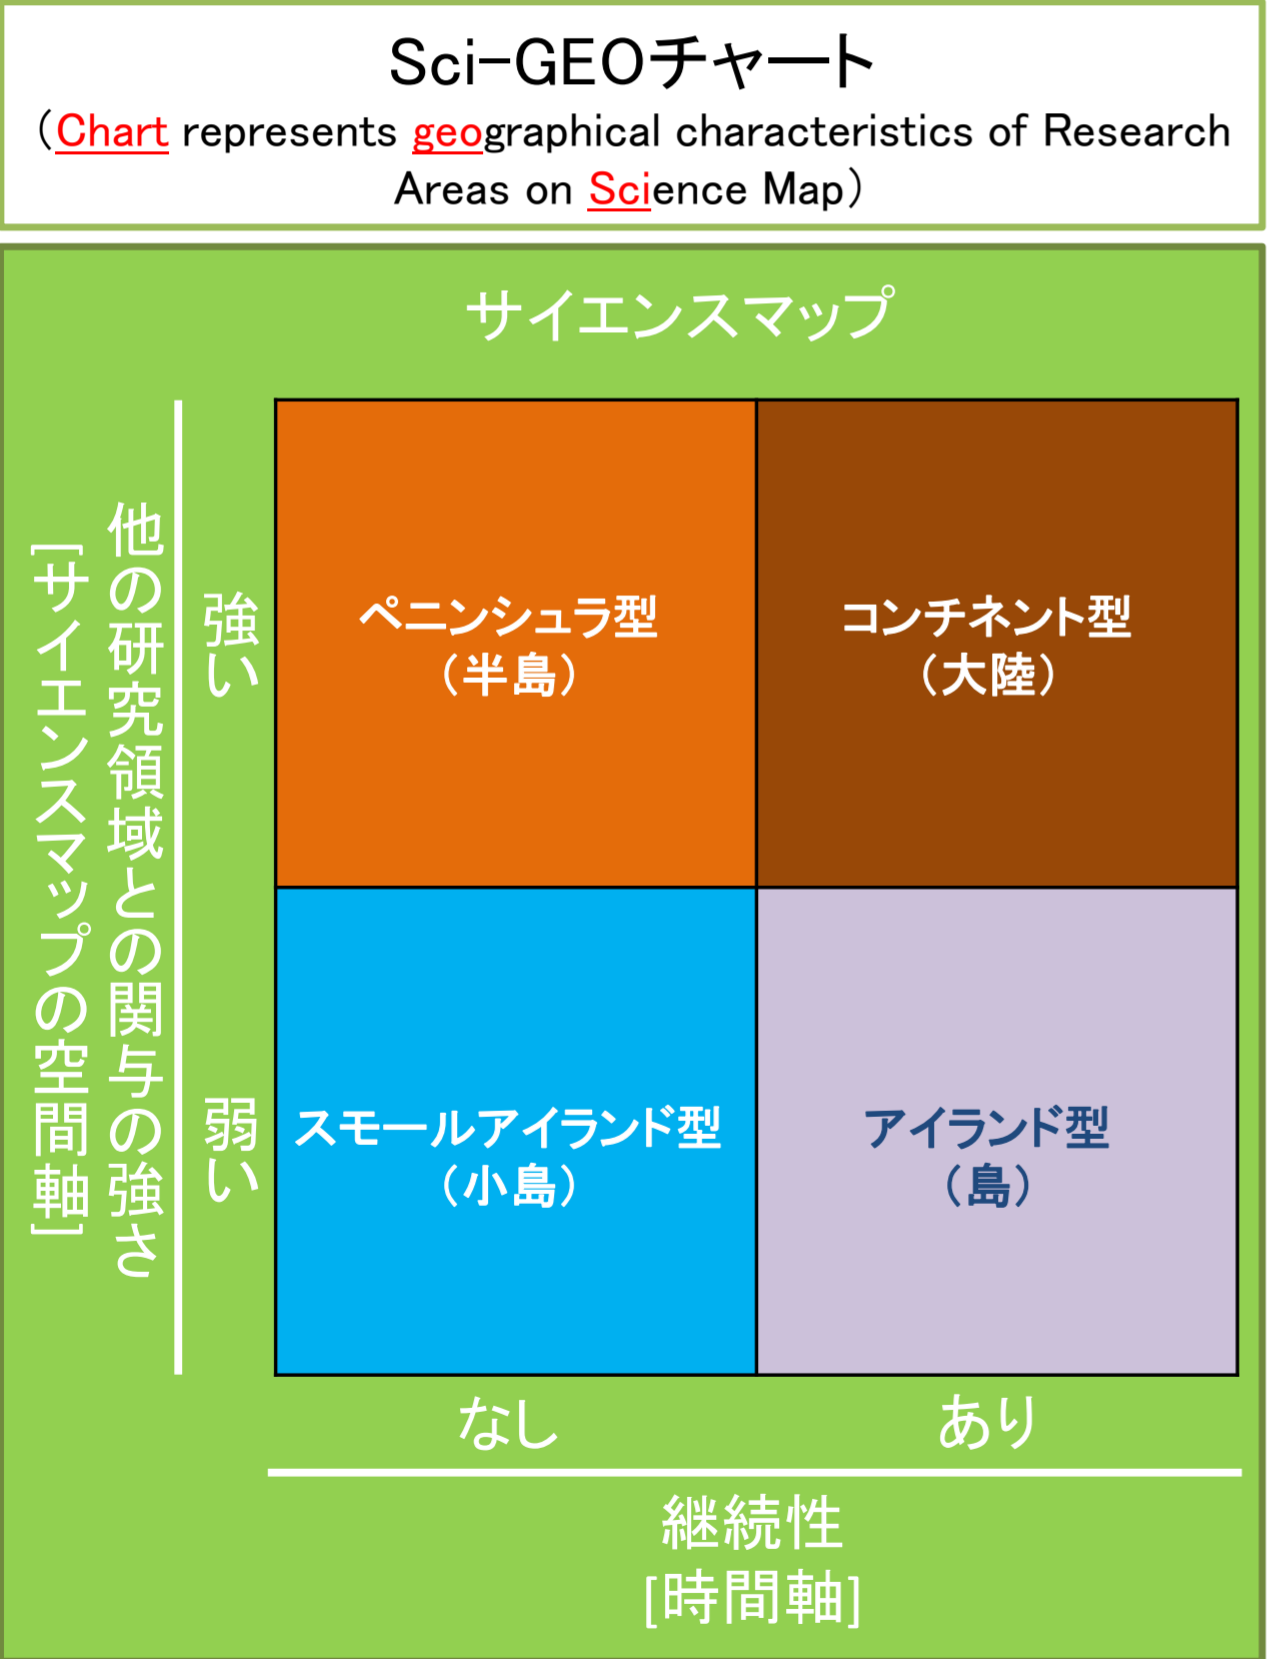 Sci-GEOチャート
（Chart represents geographical characteristics of Research
Areas on Science Map）
サイエンスマップ
他の研究領域との関与の強さ
[サイエンスマップの空間軸]
強い
ペニンシュラ型
（半島）
コンチネント型
（大陸）
弱い
スモールアイランド型
（小島）
アイランド型
（島）
なし
あり
継続性
[時間軸]